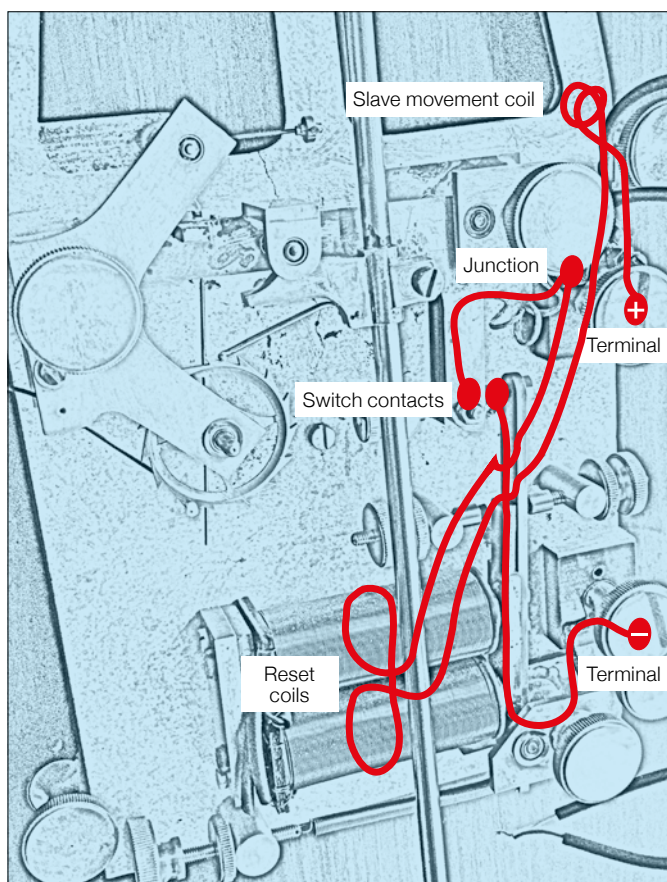 Slave movement coil
Junction
+
Terminal
Switch contacts
−
Terminal
Reset
coils